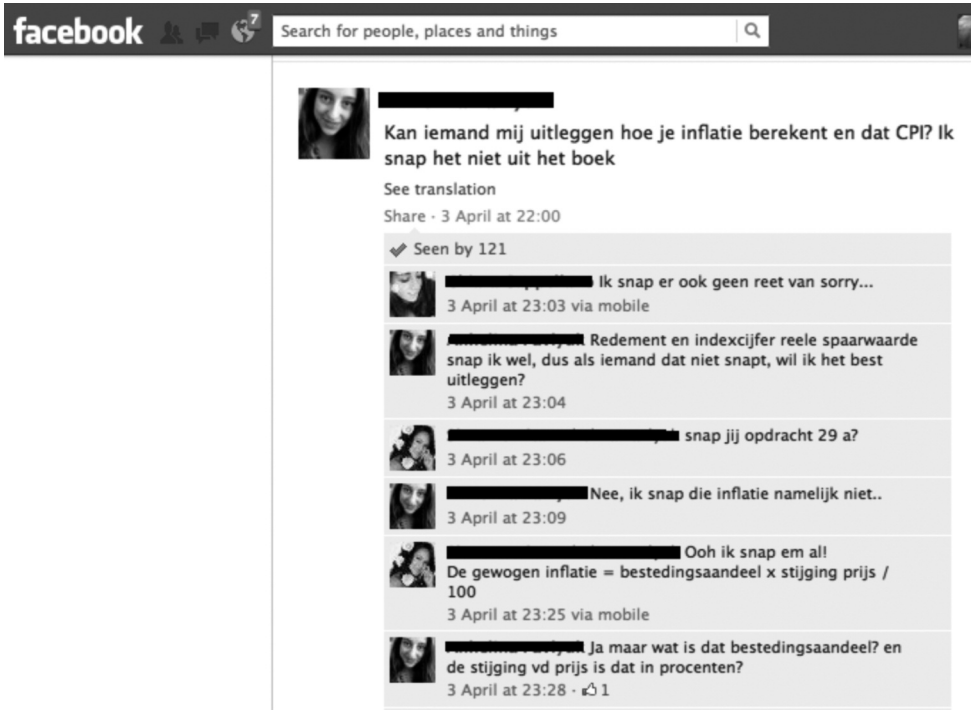 facebook
7
Search for people, places and things
Kan iemand mij uitleggen hoe je inflatie berekent en dat CPI? Ik
snap het niet uit het boek
See translation
Share · 3 April at 22:00
Seen by 121
Ik snap er ook geen reet van sorry...
3 April at 23:03 via mobile
Redement en indexcijfer reele spaarwaarde
snap ik wel, dus als iemand dat niet snapt, wil ik het best
uitleggen?
3 April at 23:04
snap jij opdracht 29 a?
3 April at 23:06
Nee, ik snap die inflatie namelijk niet..
3 April at 23:09
Ooh ik snap em al!
De gewogen inflatie = bestedingsaandeel x stijging prijs /
100
3 April at 23:25 via mobile
Ja maar wat is dat bestedingsaandeel? en
de stijging vd prijs is dat in procenten?
3 April at 23:28 · 1